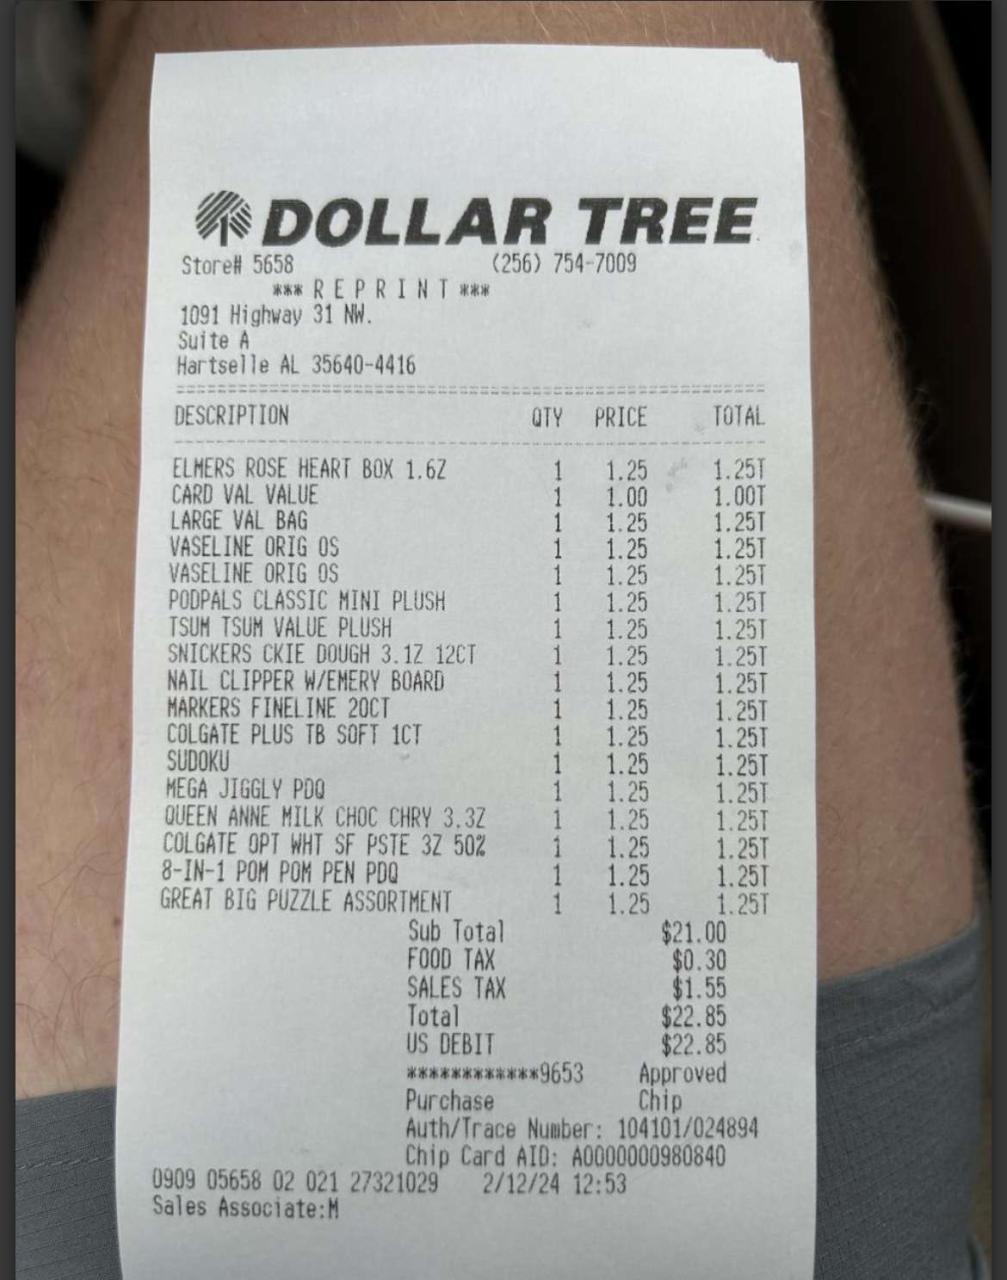 DOLLAR TREE
Store# 5658 (256) 754-7009
*** R E P R I N T ***
1091 Highway 31 NW.
Suite A
Hartselle AL 35640-4416
DESCRIPTION QTY PRICE TOTAL
ELMERS ROSE HEART BOX 1.6Z 1 1.25 1.25T
CARD VAL VALUE 1 1.00 1.00T
LARGE VAL BAG 1 1.25 1.25T
VASELINE ORIG OS 1 1.25 1.25T
VASELINE ORIG OS 1 1.25 1.25T
PODPALS CLASSIC MINI PLUSH 1 1.25 1.25T
TSUM TSUM VALUE PLUSH 1 1.25 1.25T
SNICKERS CKIE DOUGH 3.1Z 12CT 1 1.25 1.25T
NAIL CLIPPER W/EMERY BOARD 1 1.25 1.25T
MARKERS FINELINE 20CT 1 1.25 1.25T
COLGATE PLUS TB SOFT 1CT 1 1.25 1.25T
SUDOKU 1 1.25 1.25T
MEGA JIGGLY PDQ 1 1.25 1.25T
QUEEN ANNE MILK CHOC CHRY 3.3Z 1 1.25 1.25T
COLGATE OPT WHT SF PSTE 3Z 50% 1 1.25 1.25T
8-IN-1 POM POM PEN PDQ 1 1.25 1.25T
GREAT BIG PUZZLE ASSORTMENT 1 1.25 1.25T
Sub Total $21.00
FOOD TAX $0.30
SALES TAX $1.55
Total $22.85
US DEBIT $22.85
************9653 Approved
Purchase Chip
Auth/Trace Number: 104101/024894
Chip Card AID: A0000000980840
0909 05658 02 021 27321029 2/12/24 12:53
Sales Associate:M